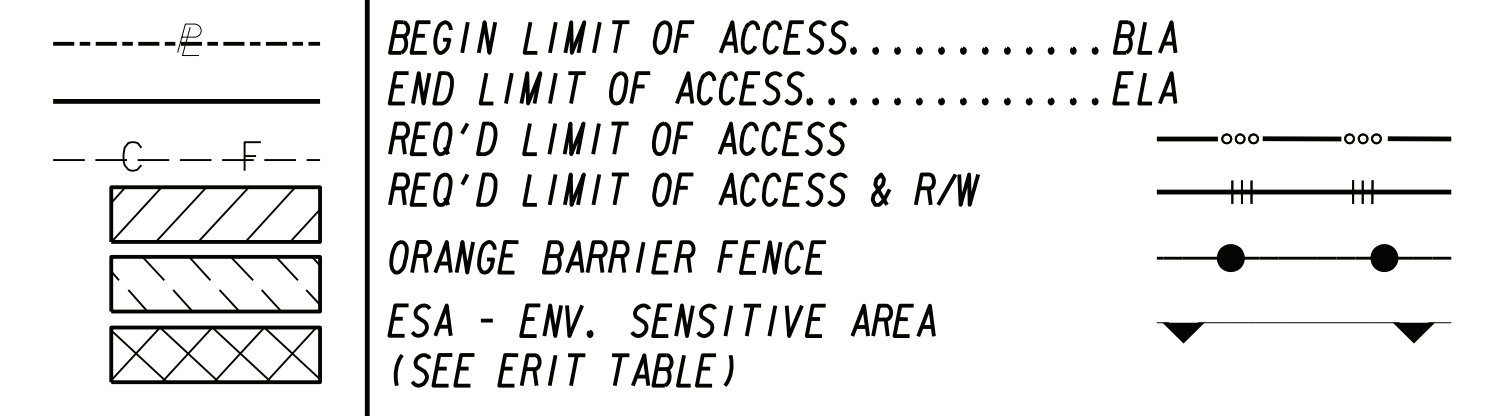 PL
C F
BEGIN LIMIT OF ACCESS............BLA
END LIMIT OF ACCESS..............ELA
REQ'D LIMIT OF ACCESS
REQ'D LIMIT OF ACCESS & R/W
ORANGE BARRIER FENCE
ESA - ENV. SENSITIVE AREA
(SEE ERIT TABLE)